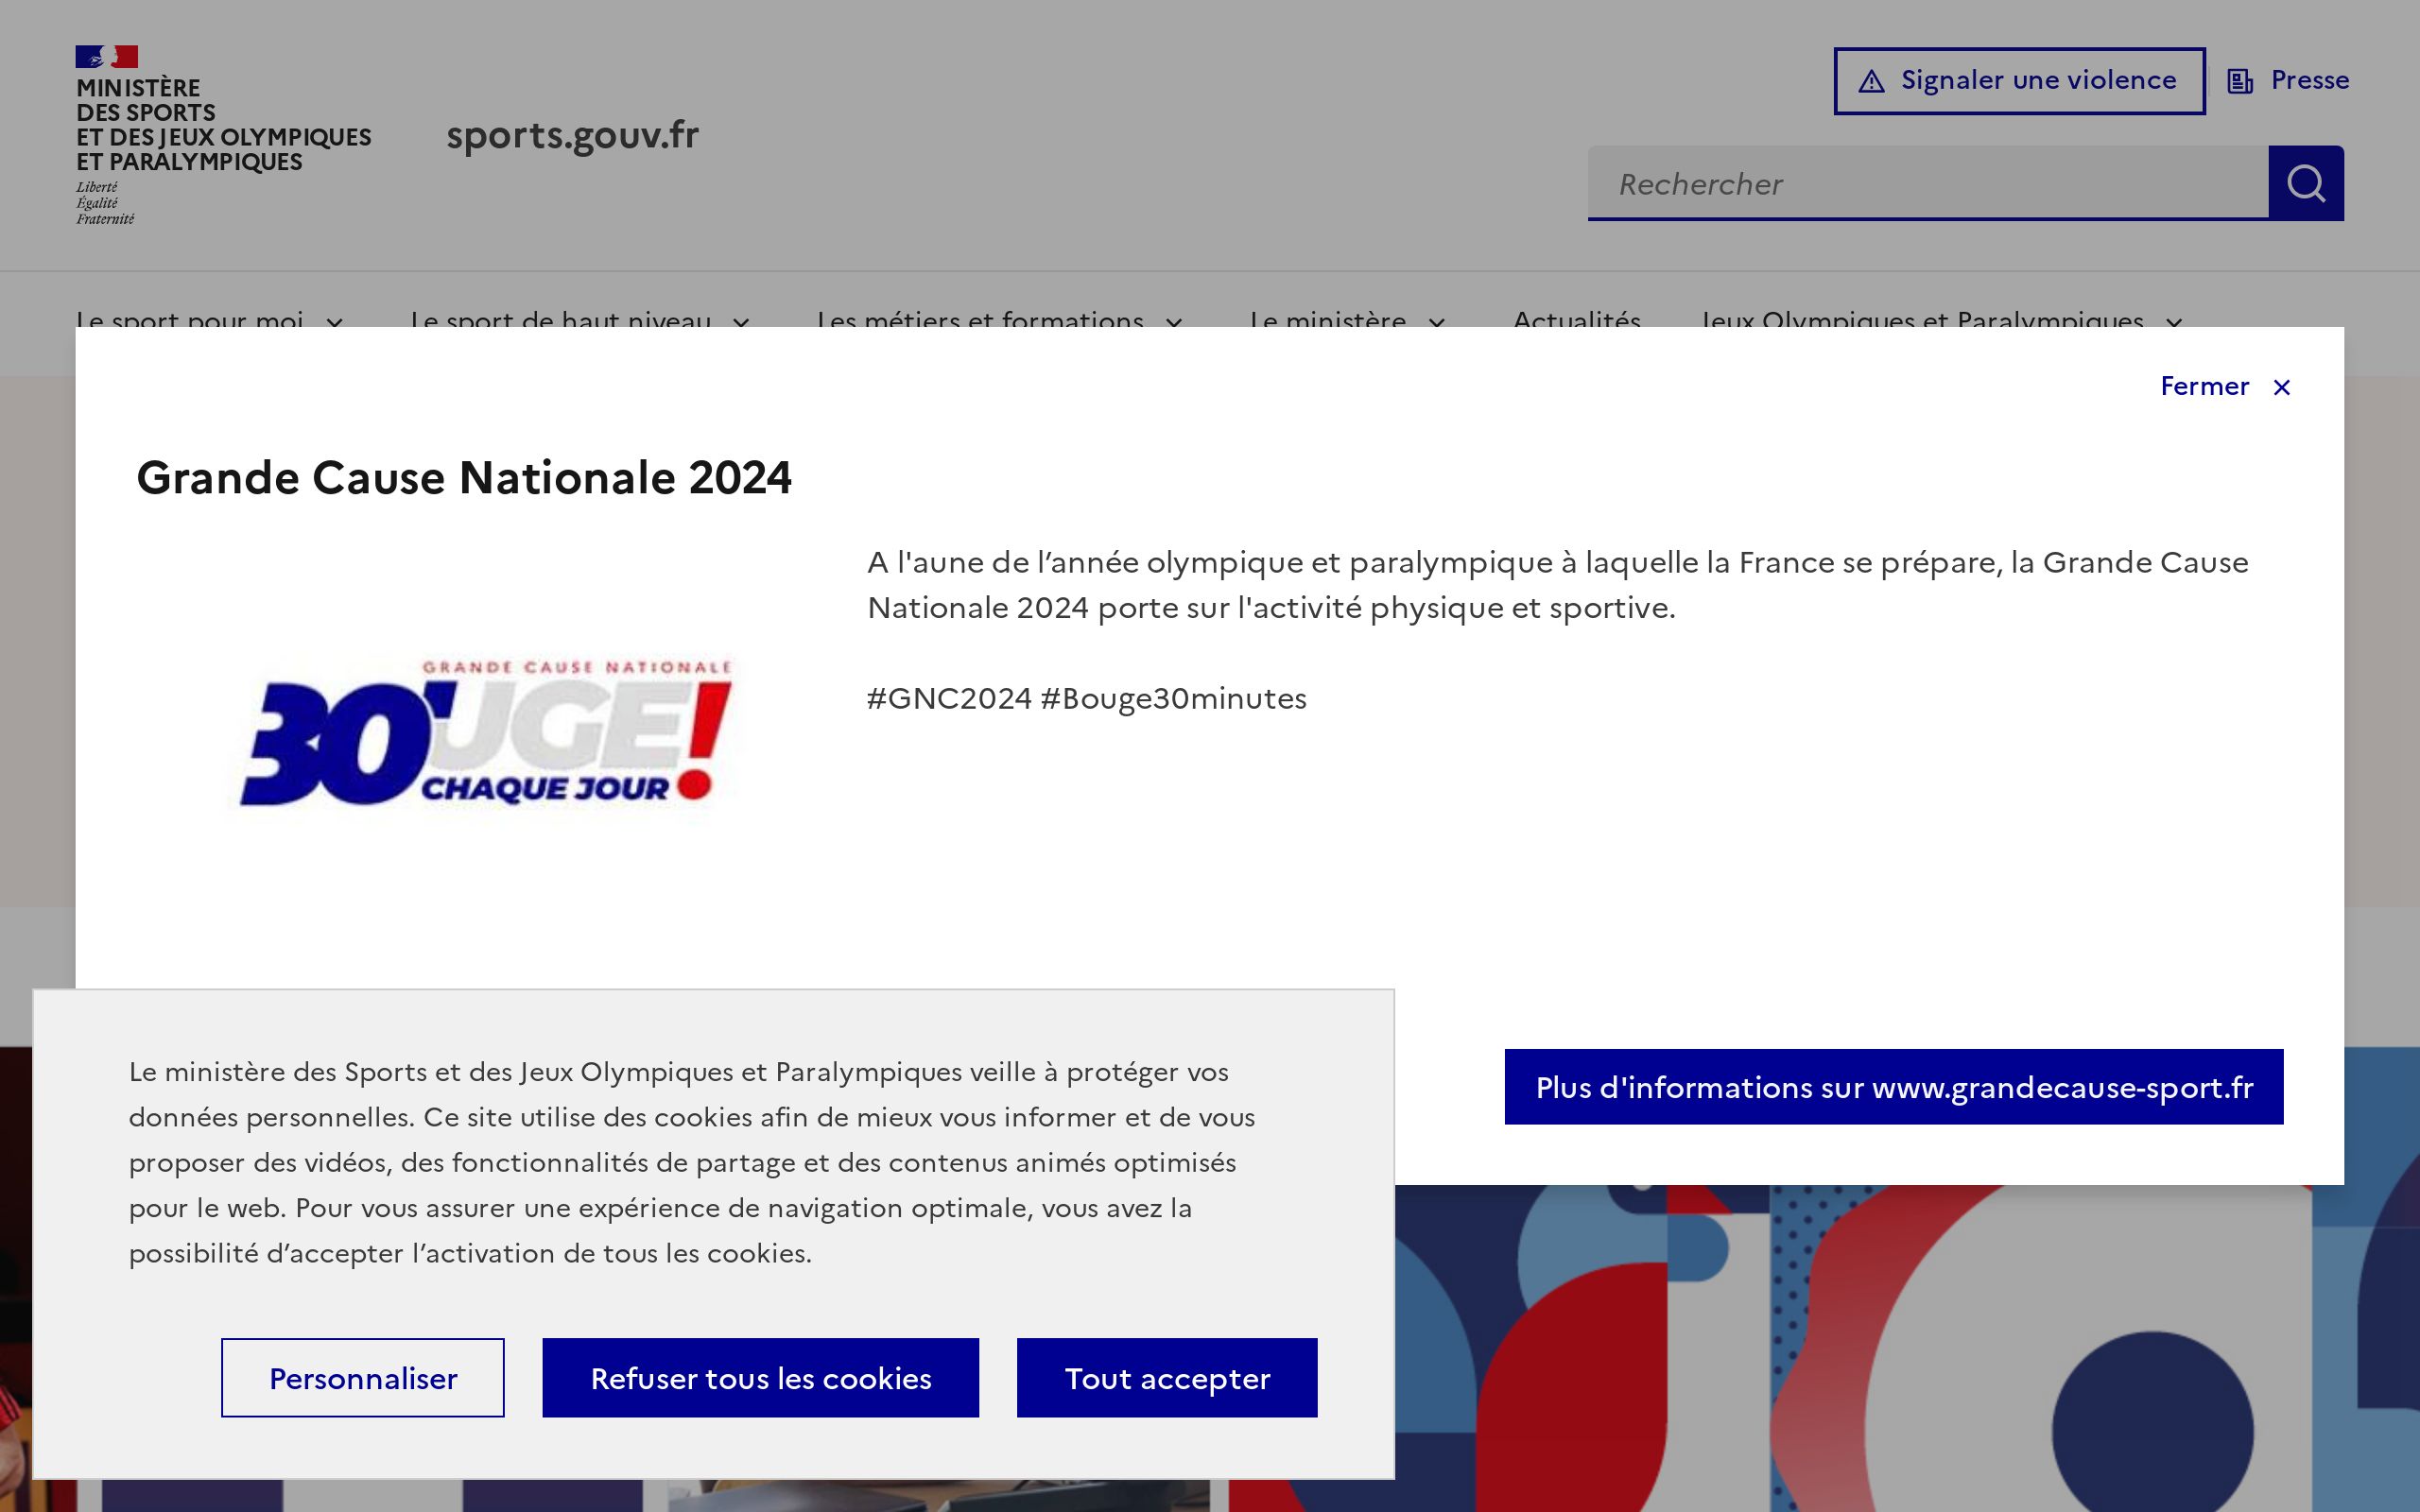 MINISTÈRE
DES SPORTS
ET DES JEUX OLYMPIQUES
ET PARALYMPIQUES
Liberté
Égalité
Fraternité
sports.gouv.fr
Signaler une violence
Presse
Rechercher
Le sport pour moi
Le sport de haut niveau
Les métiers et formations
Le ministère
Actualités
Jeux Olympiques et Paralympiques
Fermer
Grande Cause Nationale 2024
A l'aune de l’année olympique et paralympique à laquelle la France se prépare, la Grande Cause
Nationale 2024 porte sur l'activité physique et sportive.
#GNC2024 #Bouge30minutes
GRANDE CAUSE NATIONALE
30'UGE!
CHAQUE JOUR
Plus d'informations sur www.grandecause-sport.fr
Le ministère des Sports et des Jeux Olympiques et Paralympiques veille à protéger vos
données personnelles. Ce site utilise des cookies afin de mieux vous informer et de vous
proposer des vidéos, des fonctionnalités de partage et des contenus animés optimisés
pour le web. Pour vous assurer une expérience de navigation optimale, vous avez la
possibilité d’accepter l’activation de tous les cookies.
Personnaliser
Refuser tous les cookies
Tout accepter